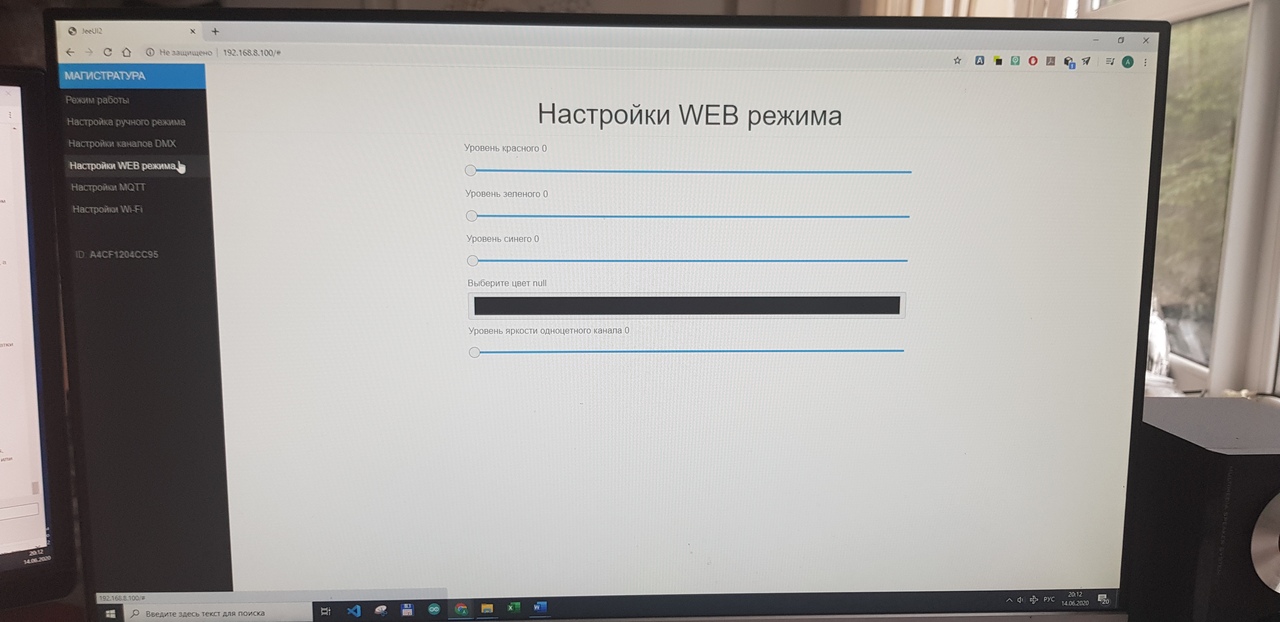 JeeUI2
Не защищено
192.168.8.100/#
МАГИСТРАТУРА
Режим работы
Настройка ручного режима
Настройки каналов DMX
Настройки WEB режима
Настройки MQTT
Настройки Wi-Fi
ID: A4CF1204CC95
Настройки WEB режима
Уровень красного 0
Уровень зеленого 0
Уровень синего 0
Выберите цвет null
Уровень яркости одноцетного канала 0
192.168.8.100/#
Введите здесь текст для поиска
РУС
20:12
14.06.2020
20:12
14.06.2020